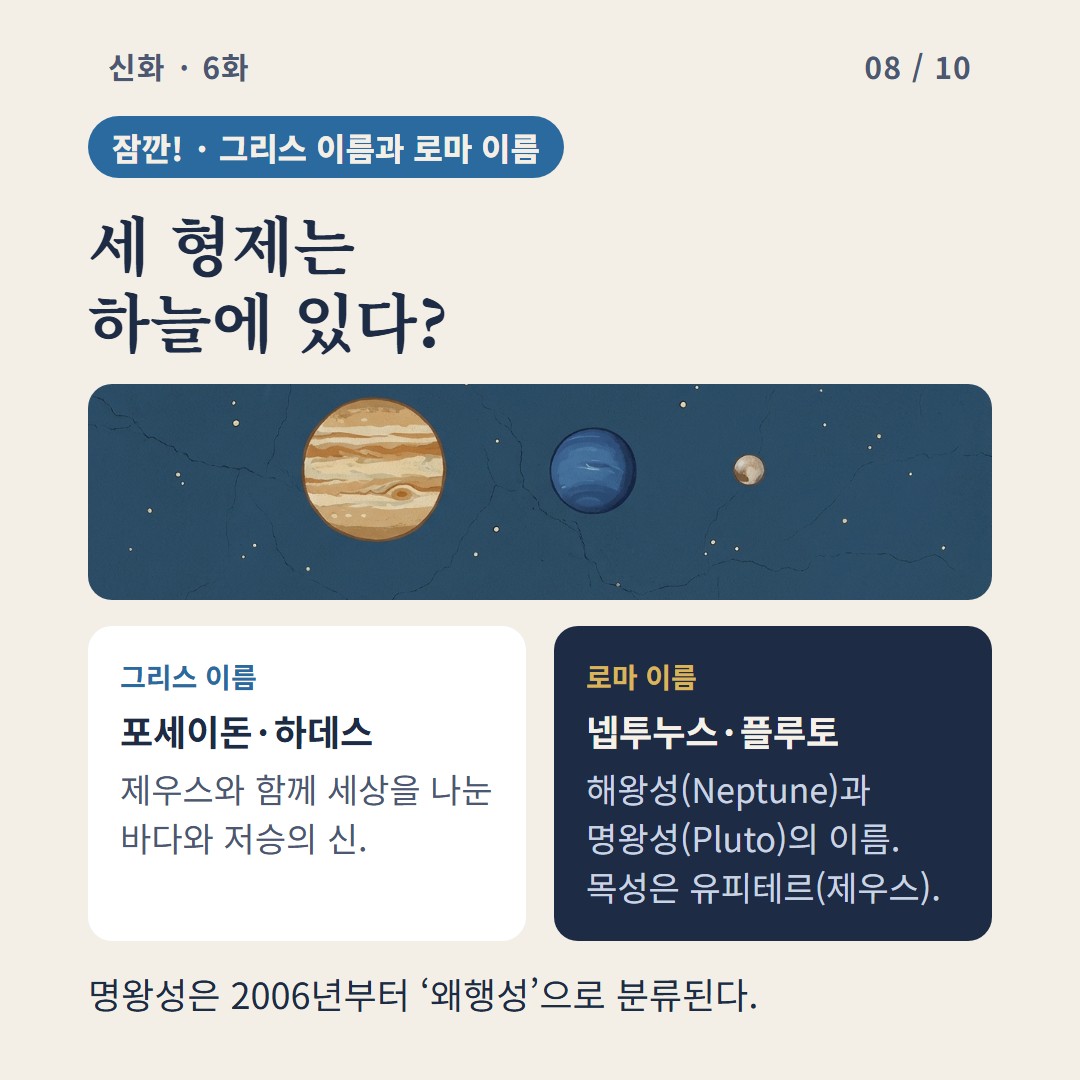 신화 · 6화
08 / 10
잠깐! · 그리스 이름과 로마 이름
세 형제는
하늘에 있다?
그리스 이름
포세이돈·하데스
제우스와 함께 세상을 나눈
바다와 저승의 신.
로마 이름
넵투누스·플루토
해왕성(Neptune)과
명왕성(Pluto)의 이름.
목성은 유피테르(제우스).
명왕성은 2006년부터 ‘왜행성’으로 분류된다.